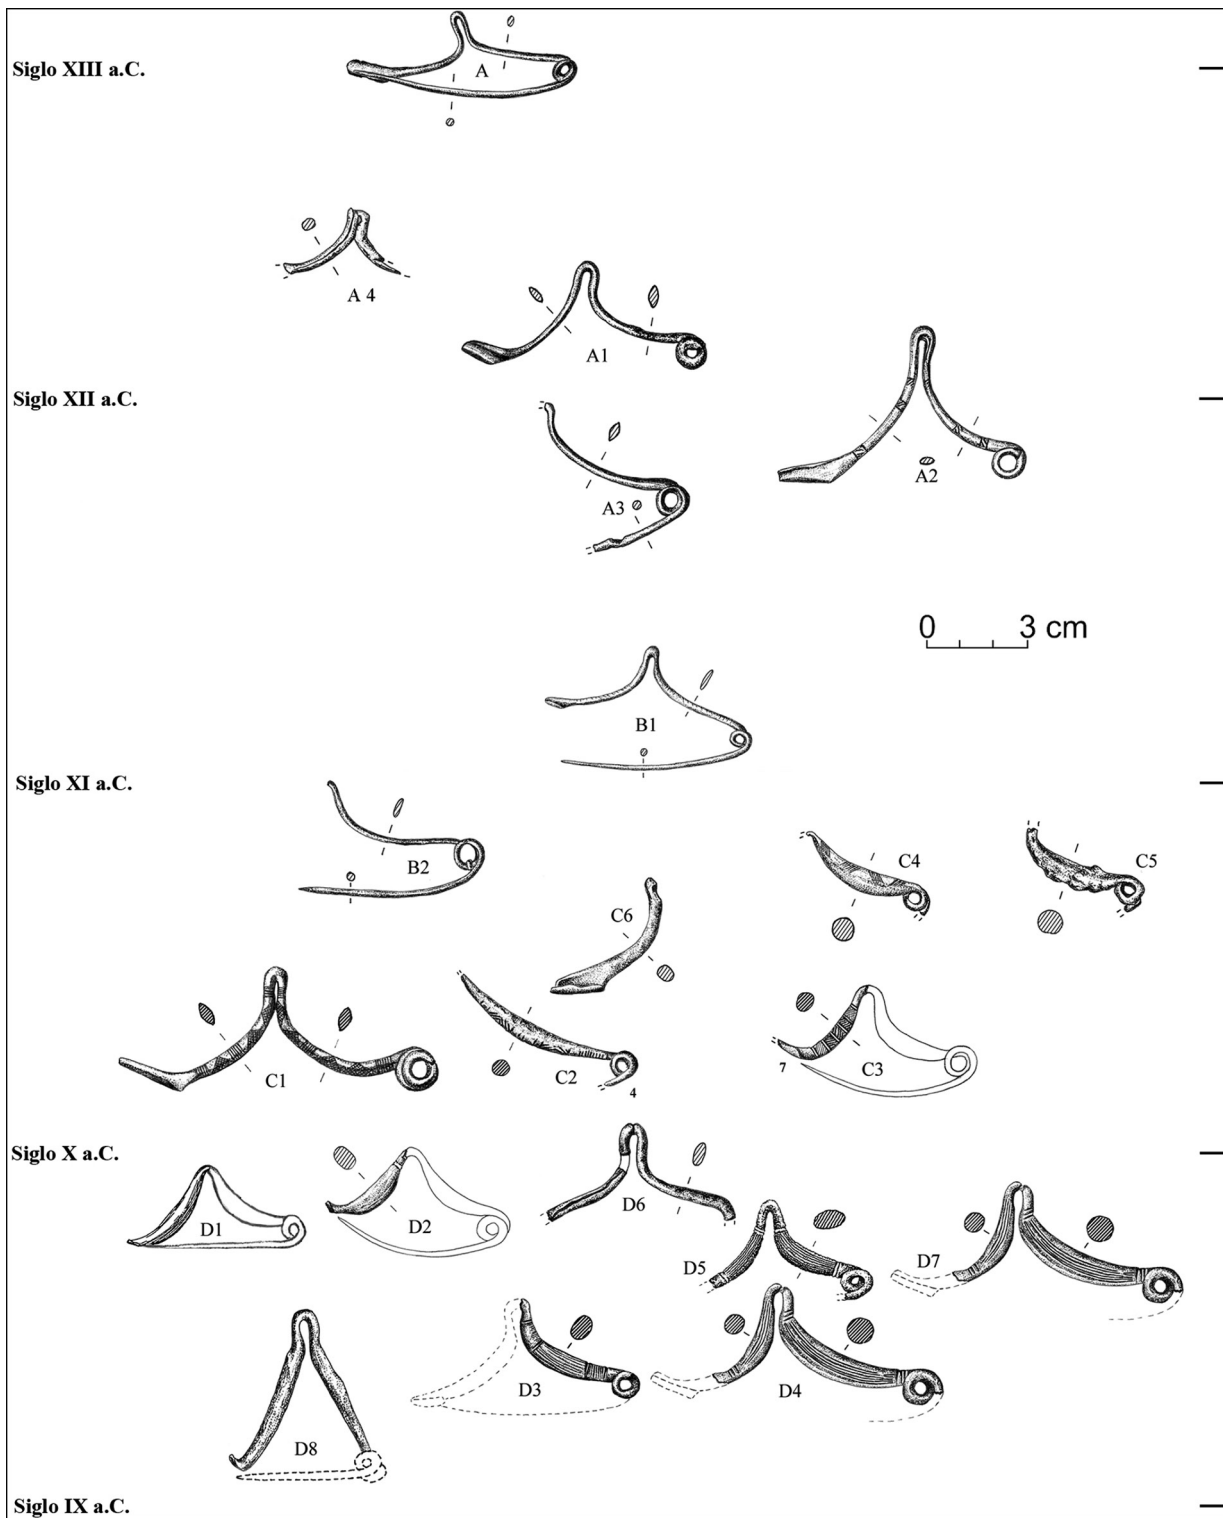 Siglo XIII a.C.
A
A 4
A1
Siglo XII a.C.
A2
A3
0 3 cm
B1
Siglo XI a.C.
B2
C4
C5
C6
C1
C2
4
7
C3
Siglo X a.C.
D1
D2
D6
D5
D7
D3
D4
D8
Siglo IX a.C.